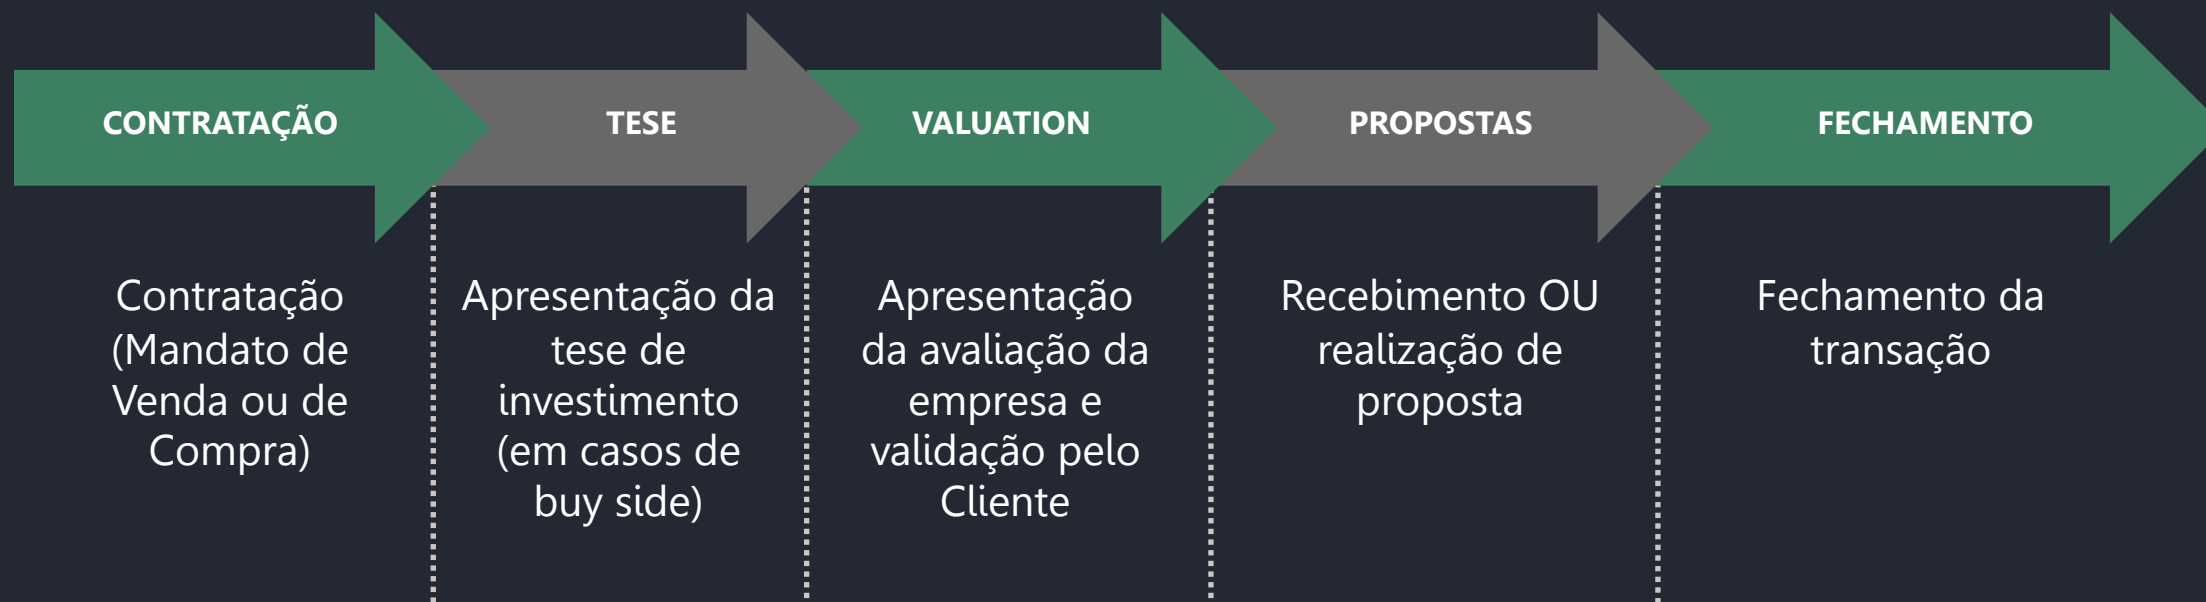 CONTRATAÇÃO
TESE
VALUATION
PROPOSTAS
FECHAMENTO
Contratação
(Mandato de
Venda ou de
Compra)
Apresentação da
tese de
investimento
(em casos de
buy side)
Apresentação
da avaliação da
empresa e
validação pelo
Cliente
Recebimento OU
realização de
proposta
Fechamento da
transação